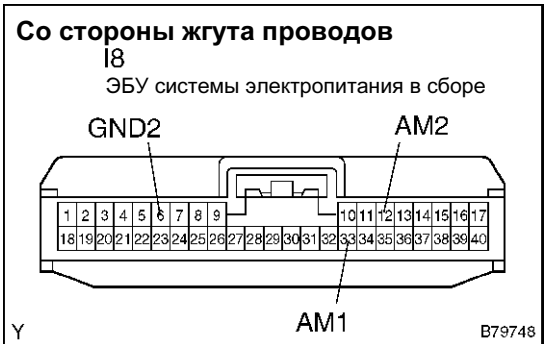 Со стороны жгута проводов
I8
ЭБУ системы электропитания в сборе
GND2 AM2
1 2 3 4 5 6 7 8 9 10 11 12 13 14 15 16 17
18 19 20 21 22 23 24 25 26 27 28 29 30 31 32 33 34 35 36 37 38 39 40
AM1
Y B79748